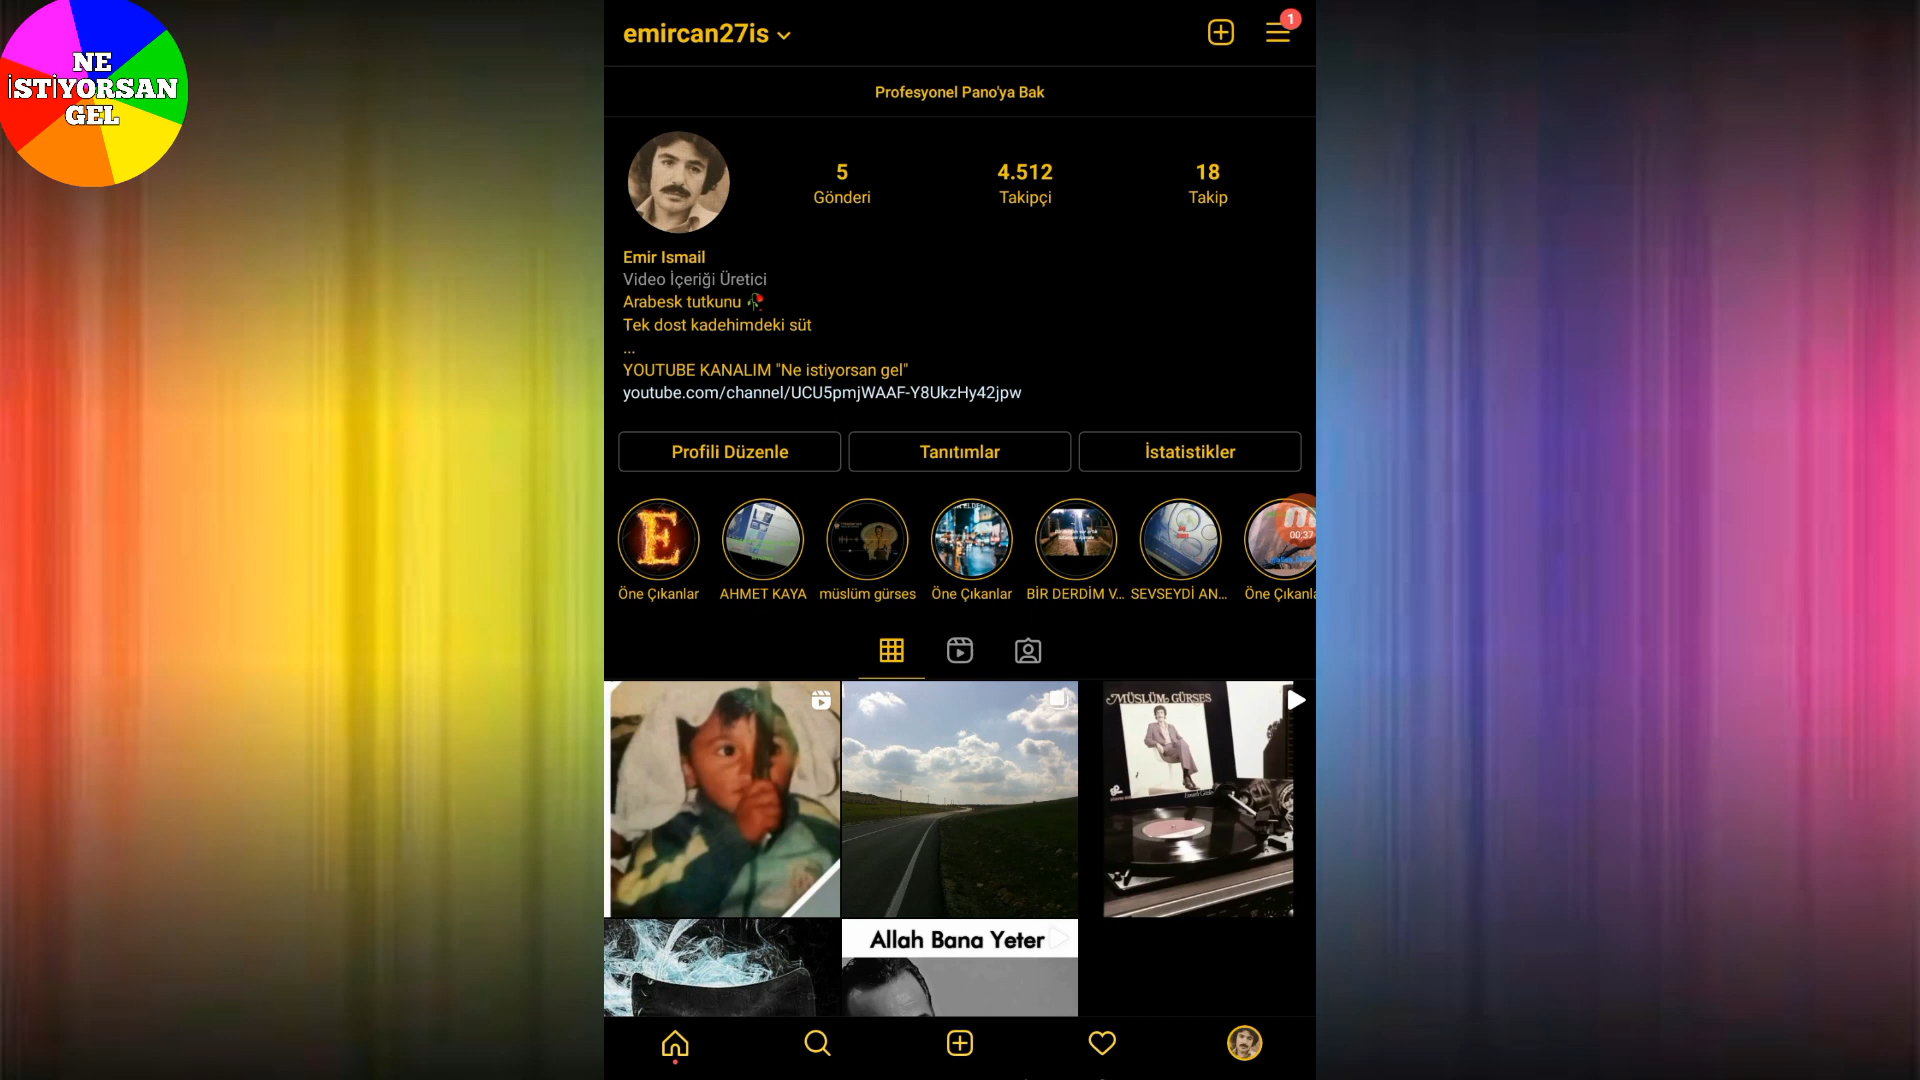 NE
İSTİYORSAN
GEL
emircan27is
1
Profesyonel Pano'ya Bak
5
Gönderi
4.512
Takipçi
18
Takip
Emir Ismail
Video İçeriği Üretici
Arabesk tutkunu 🥀
Tek dost kadehimdeki süt
...
YOUTUBE KANALIM "Ne istiyorsan gel"
youtube.com/channel/UCU5pmjWAAF-Y8UkzHy42jpw
Profili Düzenle
Tanıtımlar
İstatistikler
E
00:37
Öne Çıkanlar
AHMET KAYA
müslüm gürses
Öne Çıkanlar
BİR DERDİM V...
SEVSEYDİ AN...
Öne Çıkanla
MÜSLÜM GÜRSES
Allah Bana Yeter